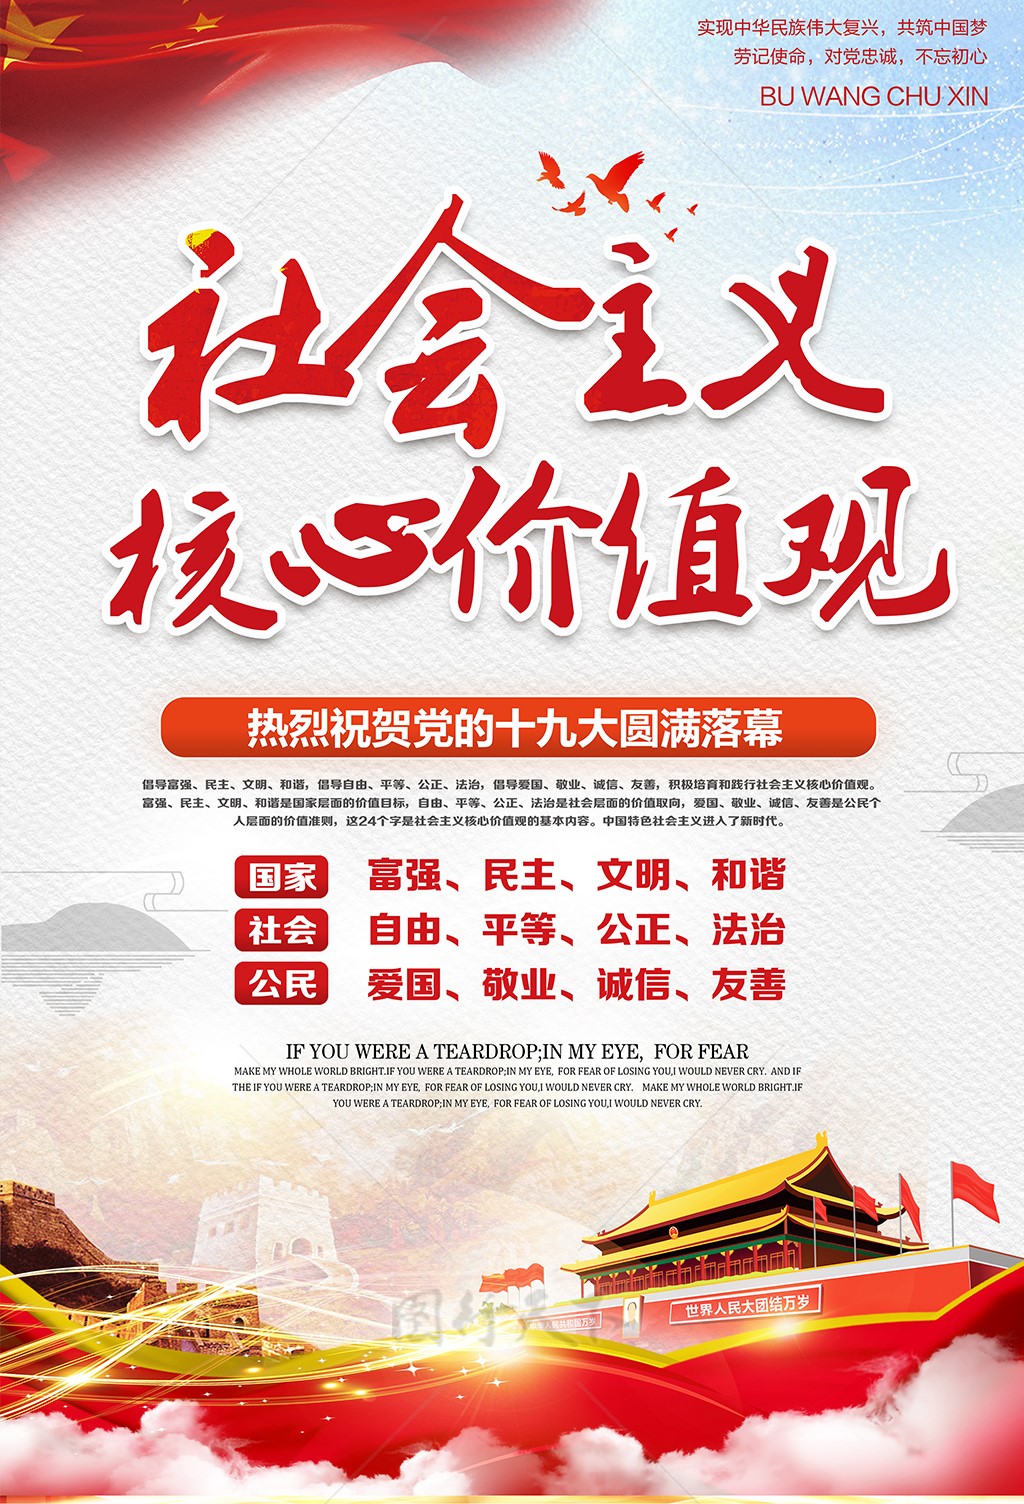 实现中华民族伟大复兴，共筑中国梦
劳记使命，对党忠诚，不忘初心
BU WANG CHU XIN
社会主义
核心价值观
热烈祝贺党的十九大圆满落幕
倡导富强、民主、文明、和谐，倡导自由、平等、公正、法治，倡导爱国、敬业、诚信、友善，积极培育和践行社会主义核心价值观。
富强、民主、文明、和谐是国家层面的价值目标，自由、平等、公正、法治是社会层面的价值取向，爱国、敬业、诚信、友善是公民个
人层面的价值准则，这24个字是社会主义核心价值观的基本内容。中国特色社会主义进入了新时代。
国家 富强、民主、文明、和谐
社会 自由、平等、公正、法治
公民 爱国、敬业、诚信、友善
IF YOU WERE A TEARDROP;IN MY EYE, FOR FEAR
MAKE MY WHOLE WORLD BRIGHT.IF YOU WERE A TEARDROP;IN MY EYE, FOR FEAR OF LOSING YOU,I WOULD NEVER CRY. AND IF
THE IF YOU WERE A TEARDROP;IN MY EYE, FOR FEAR OF LOSING YOU,I WOULD NEVER CRY. MAKE MY WHOLE WORLD BRIGHT.IF
YOU WERE A TEARDROP;IN MY EYE, FOR FEAR OF LOSING YOU,I WOULD NEVER CRY.
世界人民大团结万岁
人民共和国万岁